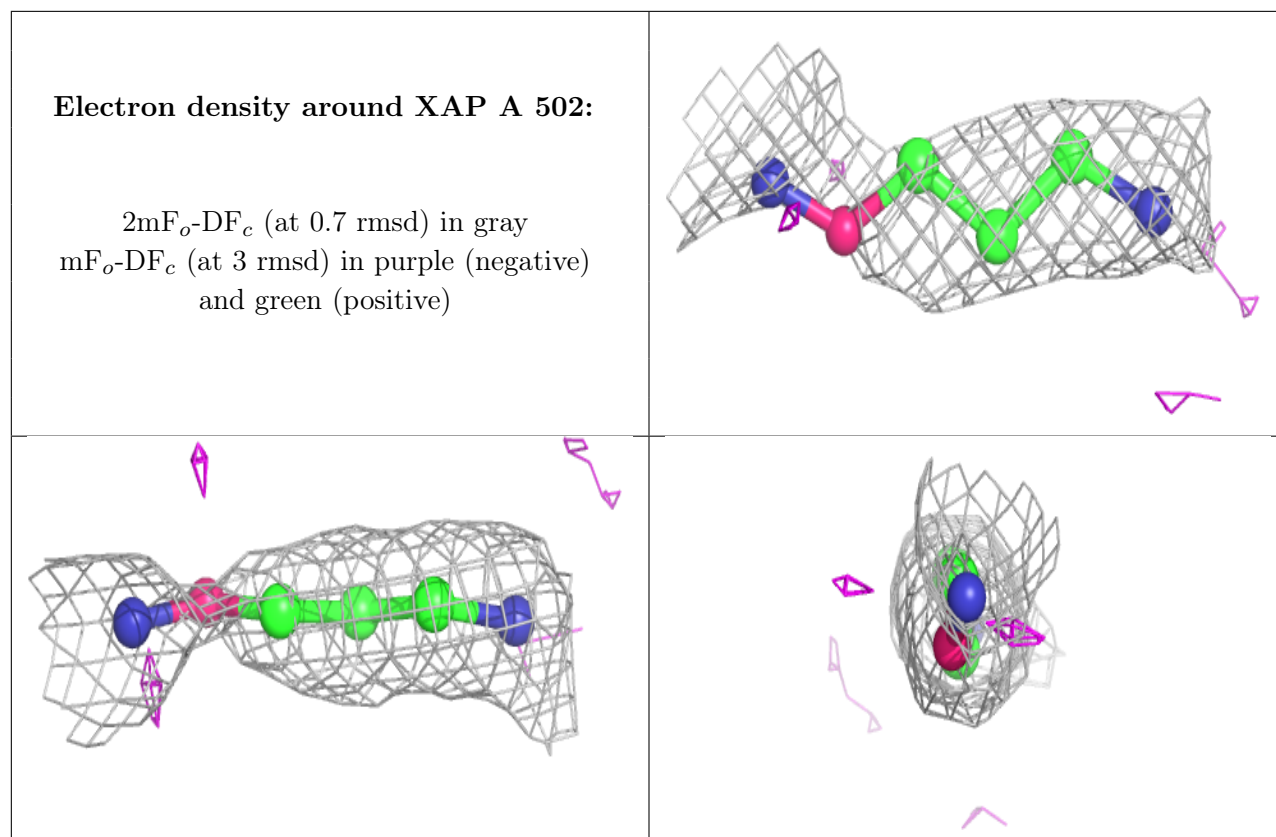 Electron density around XAP A 502:
2mFo-DFc (at 0.7 rmsd) in gray
mFo-DFc (at 3 rmsd) in purple (negative)
and green (positive)